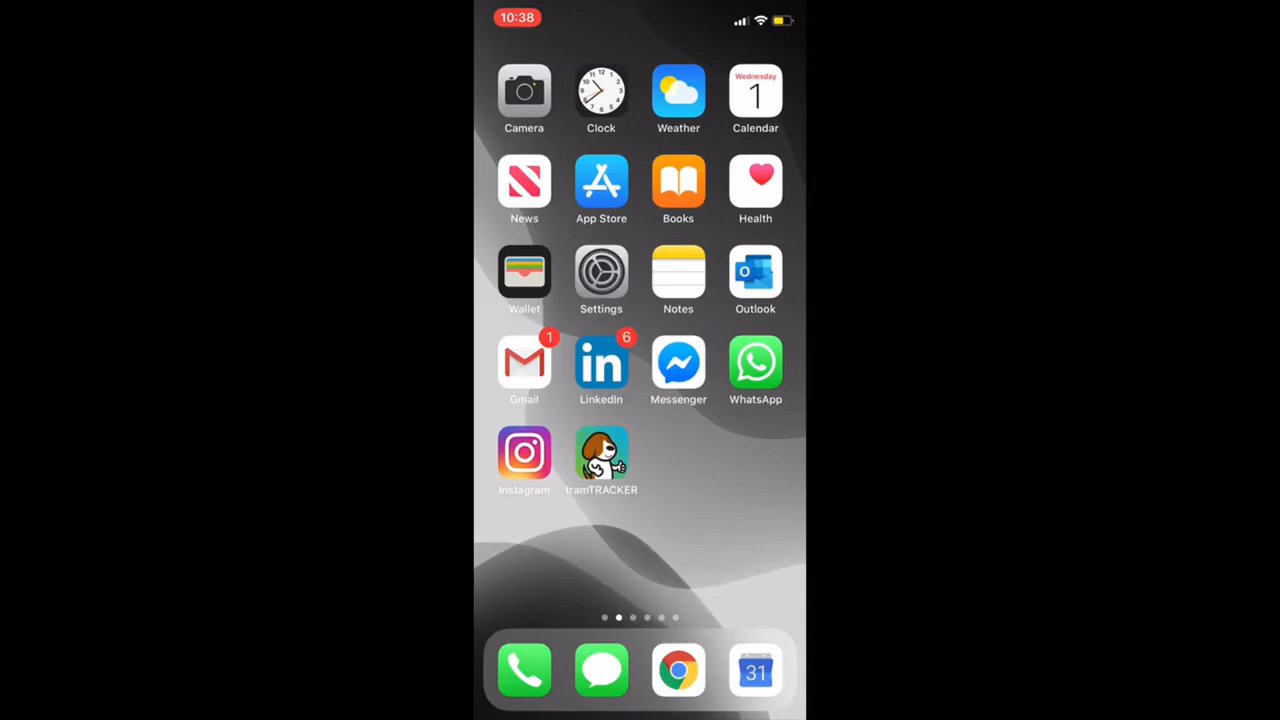 10:38
Wednesday
1
Camera
Clock
Weather
Calendar
News
App Store
Books
Health
Wallet
Settings
Notes
Outlook
1
6
Gmail
LinkedIn
Messenger
WhatsApp
Instagram
tramTRACKER
31